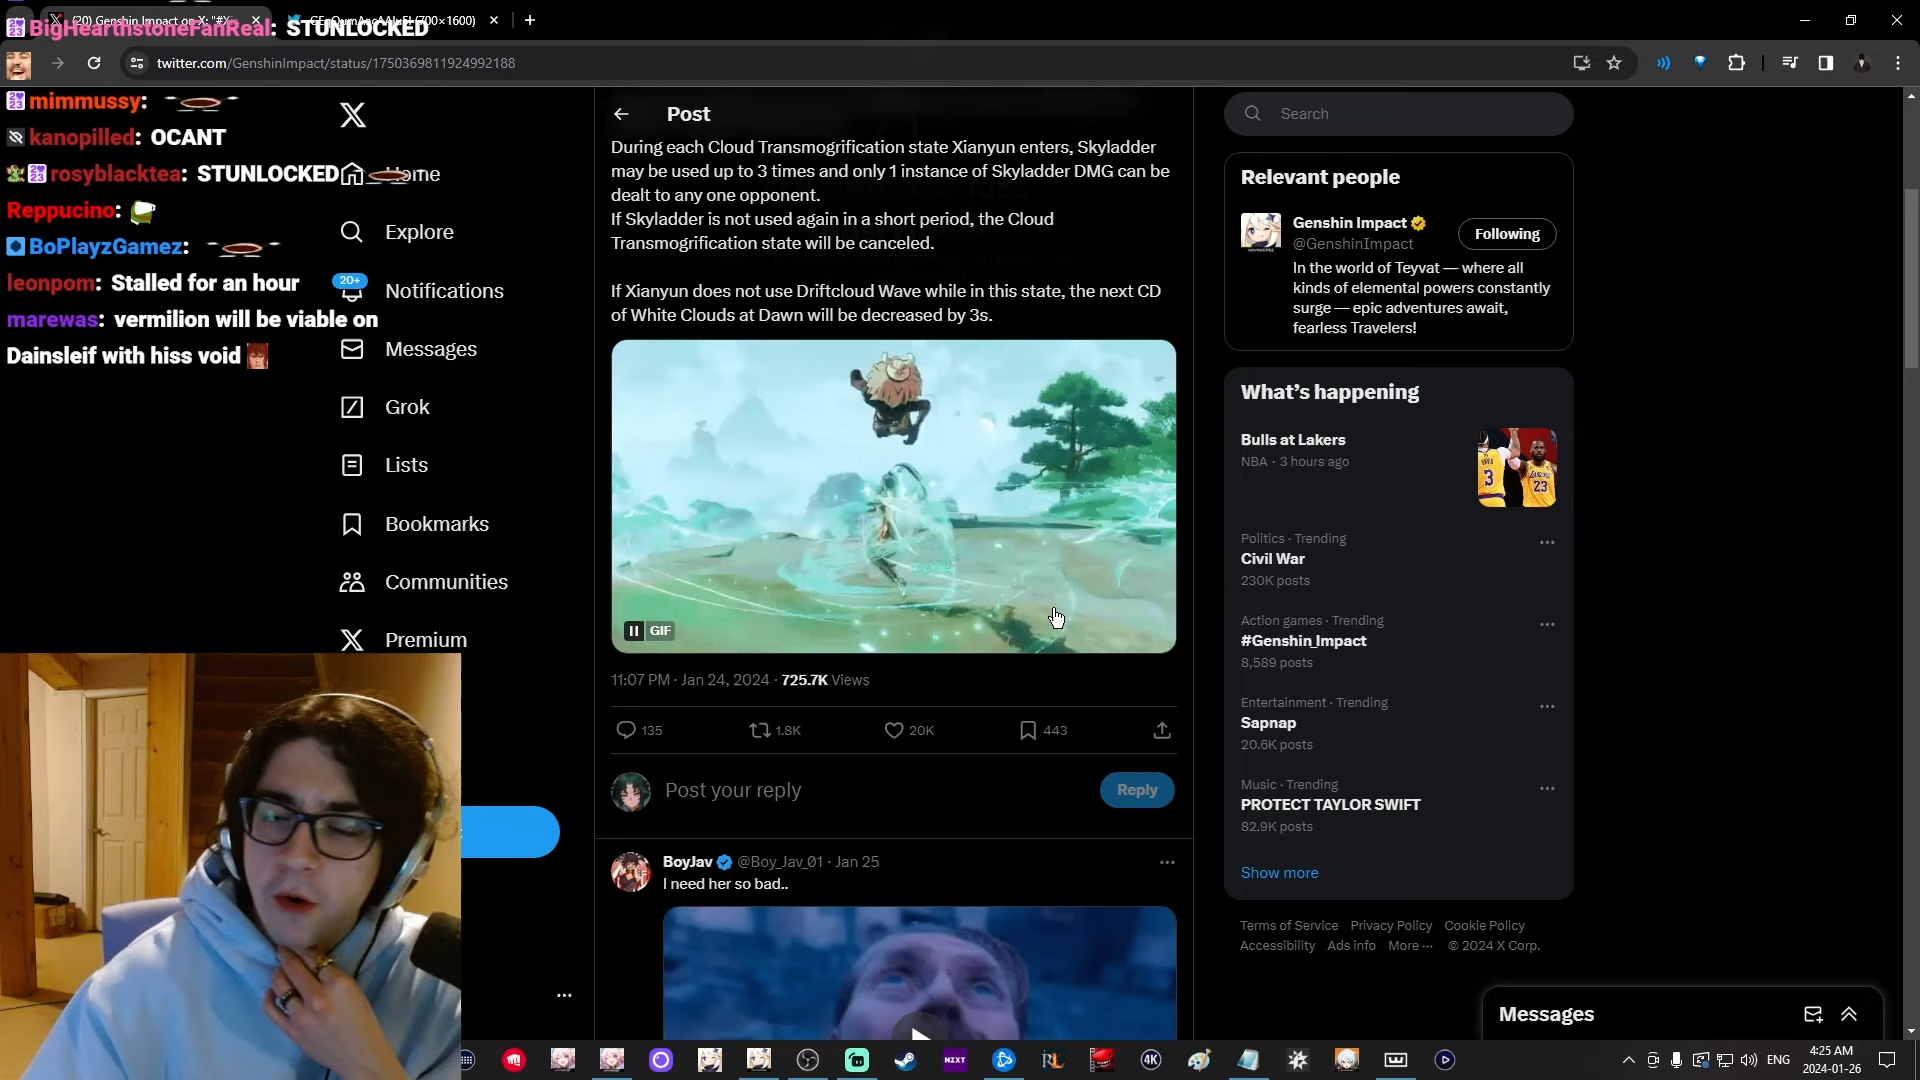 (20) Genshin Impact on X: "#Xi
(700×1600)
BigHearthstoneFanReal: STUNLOCKED
twitter.com/GenshinImpact/status/1750369811924992188
mimmussy:
kanopilled: OCANT
rosyblacktea: STUNLOCKED
Reppucino:
BoPlayzGamez:
leonpom: Stalled for an hour
marewas: vermilion will be viable on
Dainsleif with hiss void
Home
Explore
20+
Notifications
Messages
Grok
Lists
Bookmarks
Communities
Premium
Post
During each Cloud Transmogrification state Xianyun enters, Skyladder
may be used up to 3 times and only 1 instance of Skyladder DMG can be
dealt to any one opponent.
If Skyladder is not used again in a short period, the Cloud
Transmogrification state will be canceled.
If Xianyun does not use Driftcloud Wave while in this state, the next CD
of White Clouds at Dawn will be decreased by 3s.
GIF
11:07 PM · Jan 24, 2024 · 725.7K Views
135
1.8K
20K
443
Post your reply
Reply
BoyJav @Boy_Jav_01 · Jan 25
I need her so bad..
Search
Relevant people
Genshin Impact
@GenshinImpact
Following
In the world of Teyvat — where all
kinds of elemental powers constantly
surge — epic adventures await,
fearless Travelers!
What's happening
Bulls at Lakers
NBA · 3 hours ago
Politics · Trending
Civil War
230K posts
Action games · Trending
#Genshin_Impact
8,589 posts
Entertainment · Trending
Sapnap
20.6K posts
Music · Trending
PROTECT TAYLOR SWIFT
82.9K posts
Show more
Terms of Service Privacy Policy Cookie Policy
Accessibility Ads info More ··· © 2024 X Corp.
Messages
NZXT
4K
ENG
4:25 AM
2024-01-26